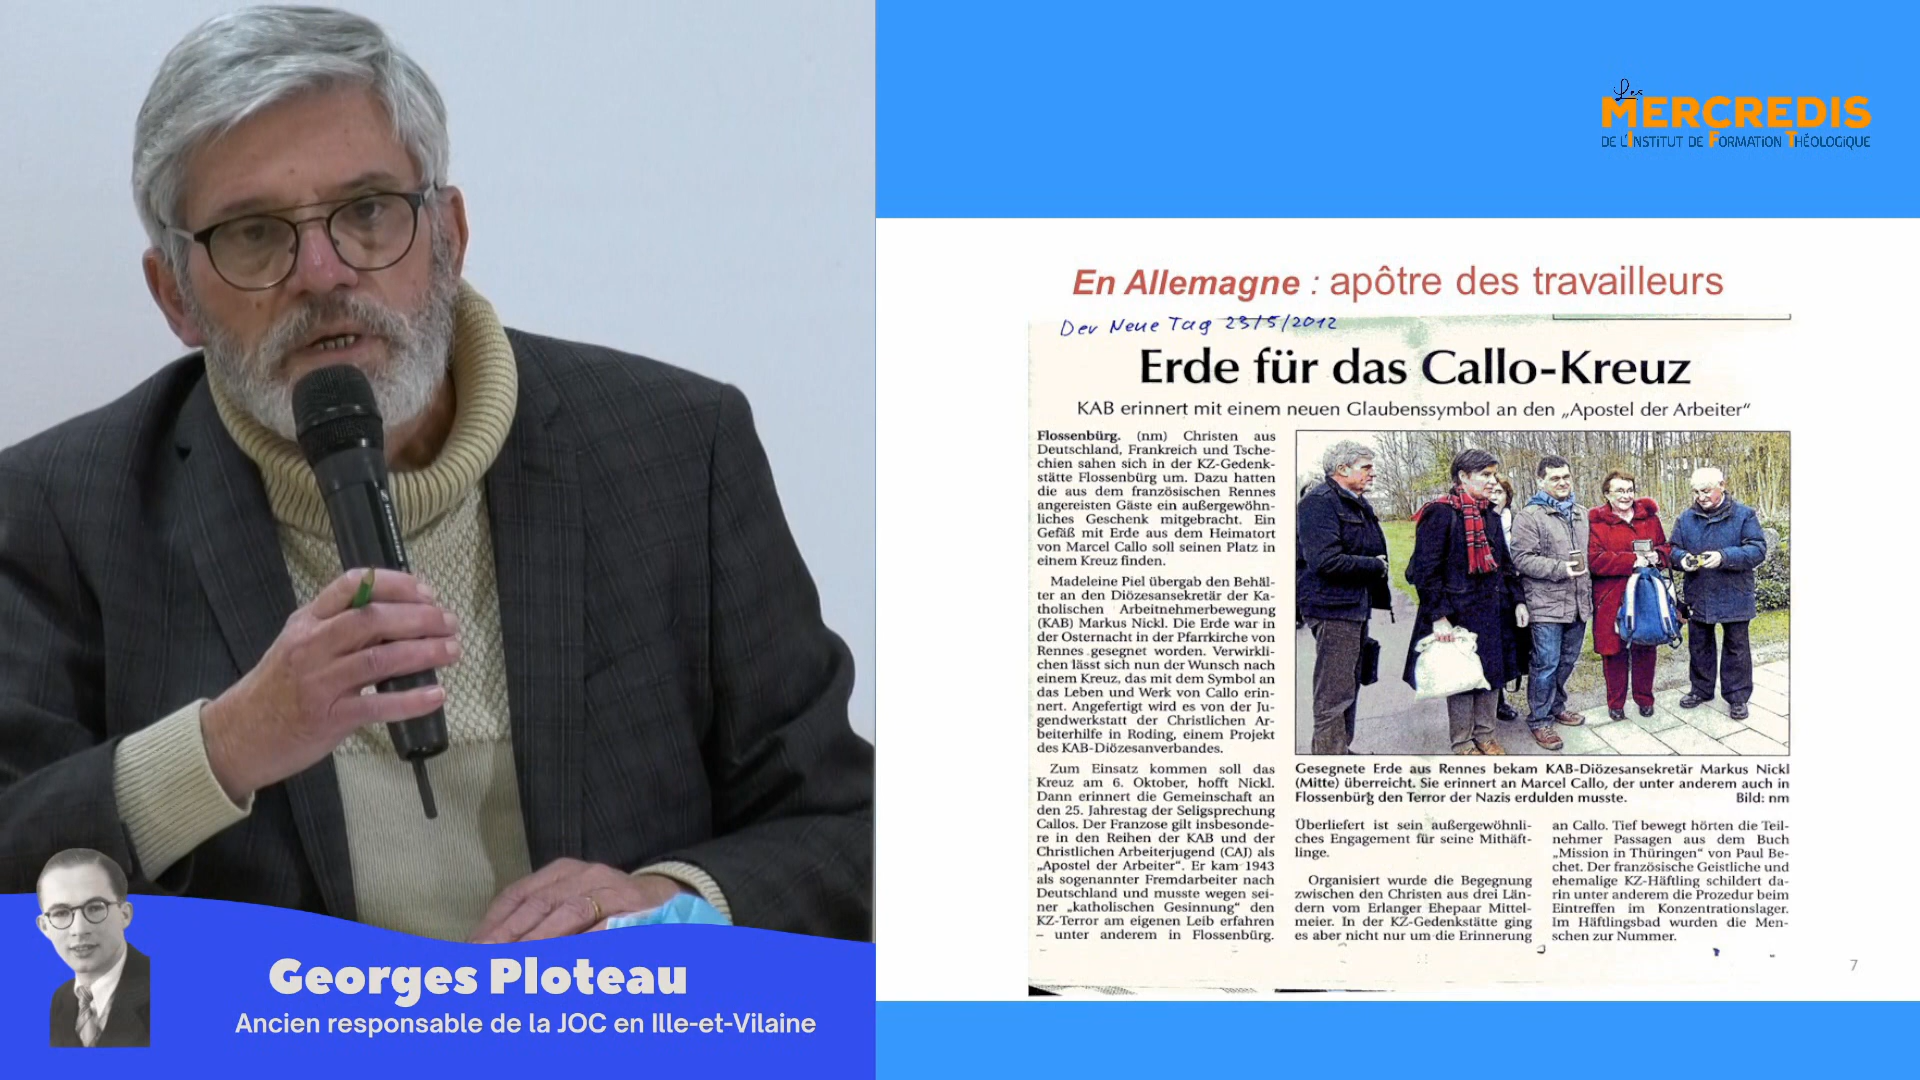 Les
MERCREDIS
DE L'INSTITUT DE FORMATION THÉOLOGIQUE
En Allemagne : apôtre des travailleurs
Der Neue Tag 23/5/2012
Erde für das Callo-Kreuz
KAB erinnert mit einem neuen Glaubenssymbol an den „Apostel der Arbeiter“
Flossenbürg. (nm) Christen aus
Deutschland, Frankreich und Tsche-
chien sahen sich in der KZ-Gedenk-
stätte Flossenbürg um. Dazu hatten
die aus dem französischen Rennes
angereisten Gäste ein außergewöhn-
liches Geschenk mitgebracht. Ein
Gefäß mit Erde aus dem Heimatort
von Marcel Callo soll seinen Platz in
einem Kreuz finden.
Madeleine Piel übergab den Behäl-
ter an den Diözesansekretär der Ka-
tholischen Arbeitnehmerbewegung
(KAB) Markus Nickl. Die Erde war in
der Osternacht in der Pfarrkirche von
Rennes gesegnet worden. Verwirkli-
chen lässt sich nun der Wunsch nach
einem Kreuz, das mit dem Symbol an
das Leben und Werk von Callo erin-
nert. Angefertigt wird es von der Ju-
gendwerkstatt der Christlichen Ar-
beiterhilfe in Roding, einem Projekt
des KAB-Diözesanverbandes.
Zum Einsatz kommen soll das
Kreuz am 6. Oktober, hofft Nickl.
Dann erinnert die Gemeinschaft an
den 25. Jahrestag der Seligsprechung
Callos. Der Franzose gilt insbesonde-
re in den Reihen der KAB und der
Christlichen Arbeiterjugend (CAJ) als
„Apostel der Arbeiter“. Er kam 1943
als sogenannter Fremdarbeiter nach
Deutschland und musste wegen sei-
ner „katholischen Gesinnung“ den
KZ-Terror am eigenen Leib erfahren
– unter anderem in Flossenbürg.
Gesegnete Erde aus Rennes bekam KAB-Diözesansekretär Markus Nickl
(Mitte) überreicht. Sie erinnert an Marcel Callo, der unter anderem auch in
Flossenbürg den Terror der Nazis erdulden musste. Bild: nm
Überliefert ist sein außergewöhnli-
ches Engagement für seine Mithäft-
linge.
Organisiert wurde die Begegnung
zwischen den Christen aus drei Län-
dern vom Erlanger Ehepaar Mittel-
meier. In der KZ-Gedenkstätte ging
es aber nicht nur um die Erinnerung
an Callo. Tief bewegt hörten die Teil-
nehmer Passagen aus dem Buch
„Mission in Thüringen“ von Paul Be-
chet. Der französische Geistliche und
ehemalige KZ-Häftling schildert da-
rin unter anderem die Prozedur beim
Eintreffen im Konzentrationslager.
Im Häftlingsbad wurden die Men-
schen zur Nummer.
7
Georges Ploteau
Ancien responsable de la JOC en Ille-et-Vilaine